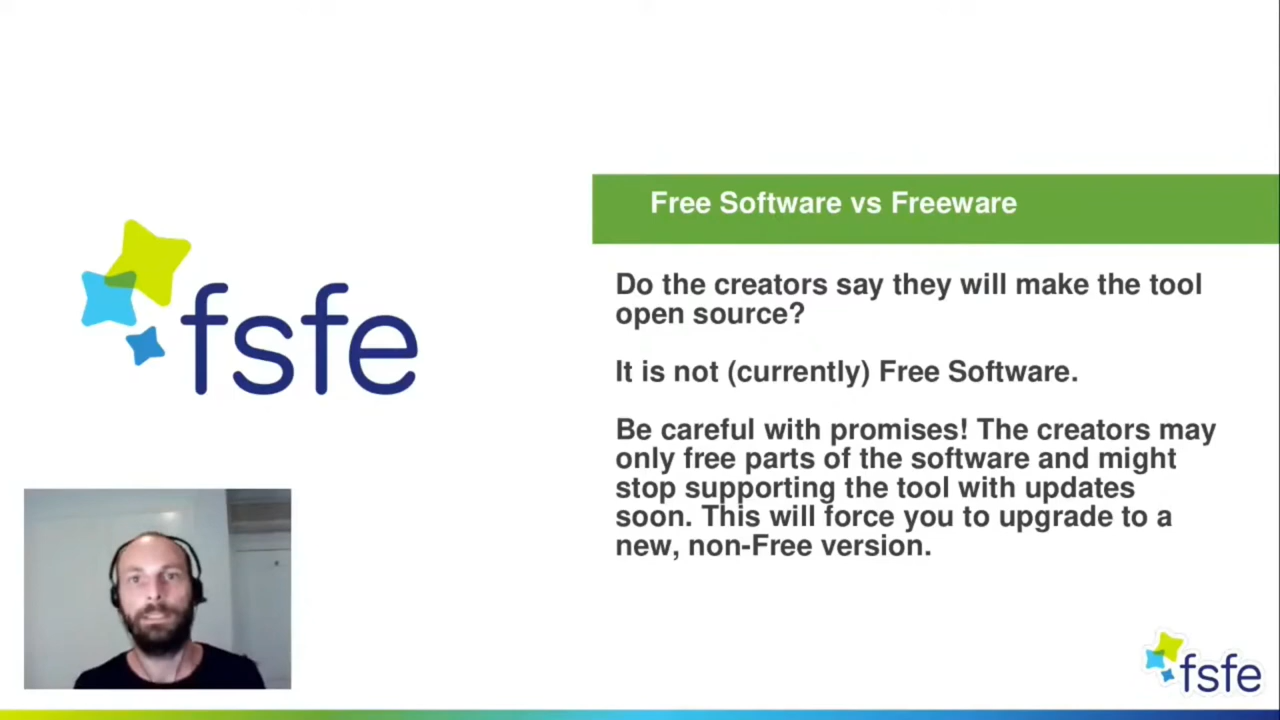 fsfe
Free Software vs Freeware
Do the creators say they will make the tool
open source?
It is not (currently) Free Software.
Be careful with promises! The creators may
only free parts of the software and might
stop supporting the tool with updates
soon. This will force you to upgrade to a
new, non-Free version.
fsfe